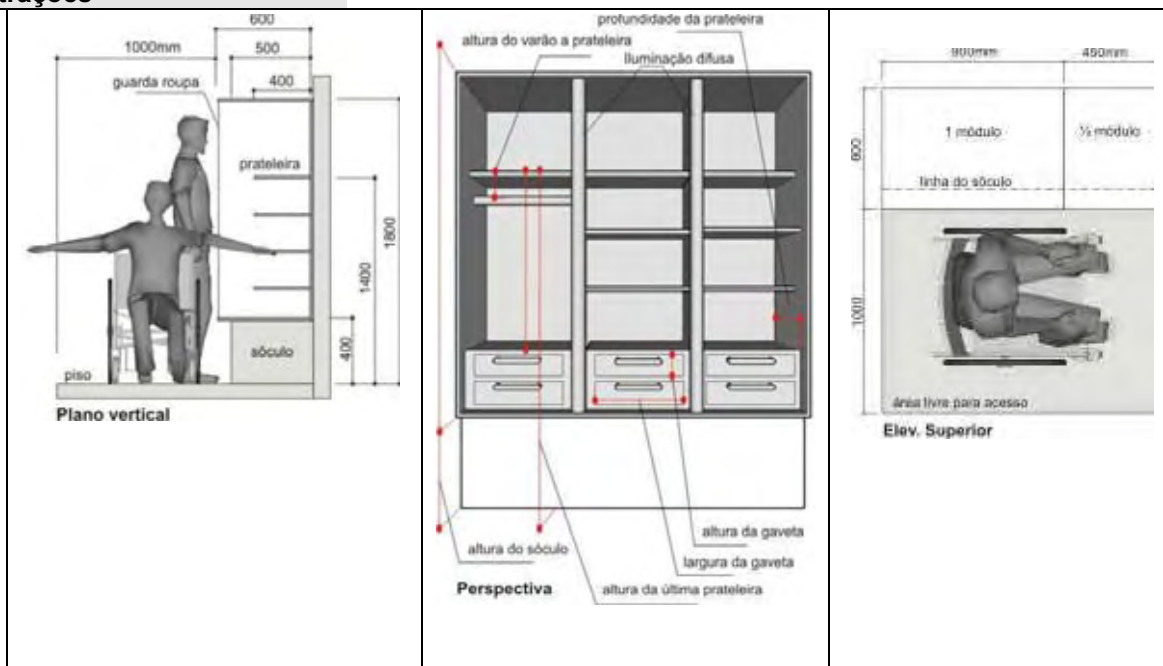 600
1000mm
500
guarda roupa
400
prateleira
1800
1400
400
sóculo
piso
Plano vertical
profundidade da prateleira
altura do varão a prateleira
Iluminação difusa
altura da gaveta
altura do sóculo
largura da gaveta
Perspectiva
altura da última prateleira
900mm
450mm
1 módulo
½ módulo
600
linha do sóculo
1000
área livre para acesso
Elev. Superior